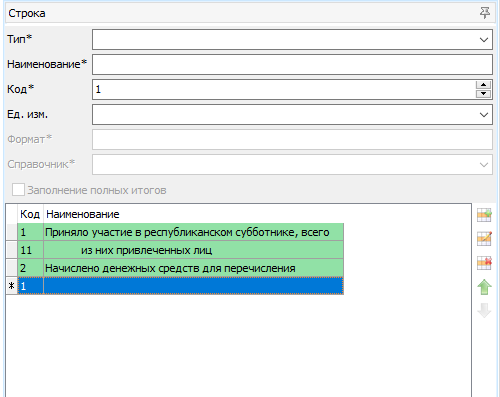 Строка
Тип*
Наименование*
Код* 1
Ед. изм.
Формат*
Справочник*
Заполнение полных итогов
Код Наименование
1 Приняло участие в республиканском субботнике, всего
11 из них привлеченных лиц
2 Начислено денежных средств для перечисления
* 1